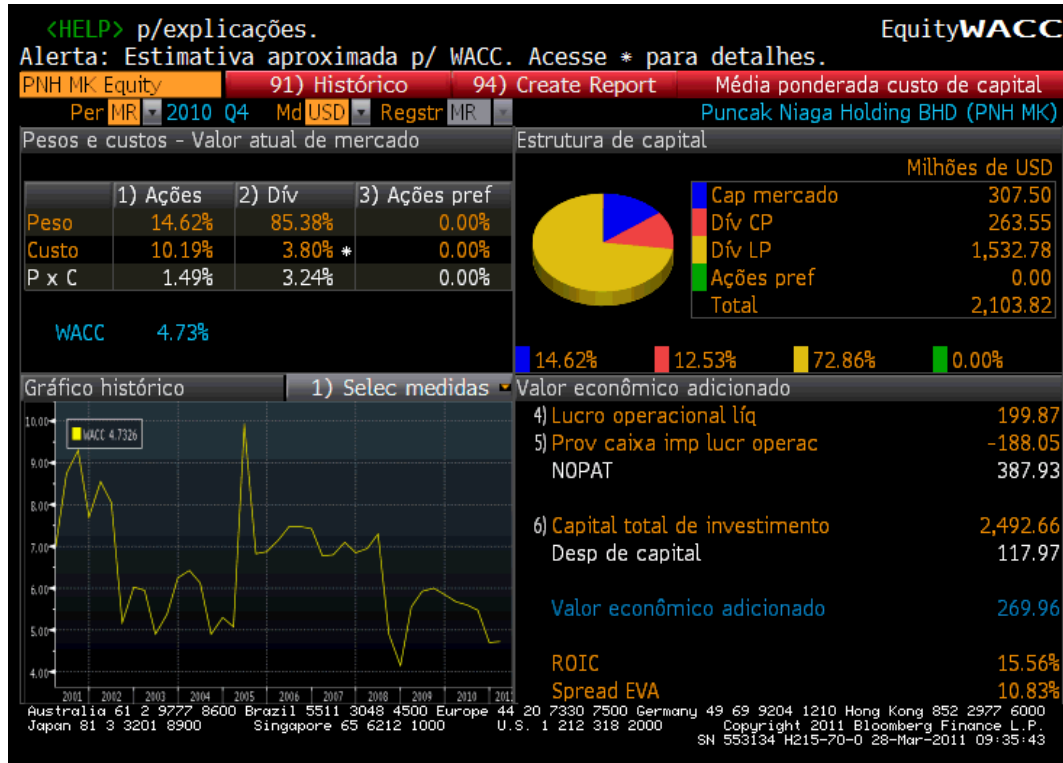 <HELP> p/explicações. EquityWACC
Alerta: Estimativa aproximada p/ WACC. Acesse * para detalhes.
PNH MK Equity 91) Histórico 94) Create Report Média ponderada custo de capital
Per MR 2010 Q4 Md USD Regstr MR Puncak Niaga Holding BHD (PNH MK)
Pesos e custos - Valor atual de mercado
1) Ações 2) Dív 3) Ações pref
Peso 14.62% 85.38% 0.00%
Custo 10.19% 3.80% * 0.00%
P x C 1.49% 3.24% 0.00%
WACC 4.73%
Estrutura de capital
Milhões de USD
Cap mercado 307.50
Dív CP 263.55
Dív LP 1,532.78
Ações pref 0.00
Total 2,103.82
14.62% 12.53% 72.86% 0.00%
Gráfico histórico 1) Selec medidas
WACC 4.7326
10.00
9.00
8.00
7.00
6.00
5.00
4.00
2001 2002 2003 2004 2005 2006 2007 2008 2009 2010 2011
Valor econômico adicionado
4) Lucro operacional líq 199.87
5) Prov caixa imp lucr operac -188.05
NOPAT 387.93
6) Capital total de investimento 2,492.66
Desp de capital 117.97
Valor econômico adicionado 269.96
ROIC 15.56%
Spread EVA 10.83%
Australia 61 2 9777 8600 Brazil 5511 3048 4500 Europe 44 20 7330 7500 Germany 49 69 9204 1210 Hong Kong 852 2977 6000
Japan 81 3 3201 8900 Singapore 65 6212 1000 U.S. 1 212 318 2000 Copyright 2011 Bloomberg Finance L.P.
SN 553134 H215-70-0 28-Mar-2011 09:35:43